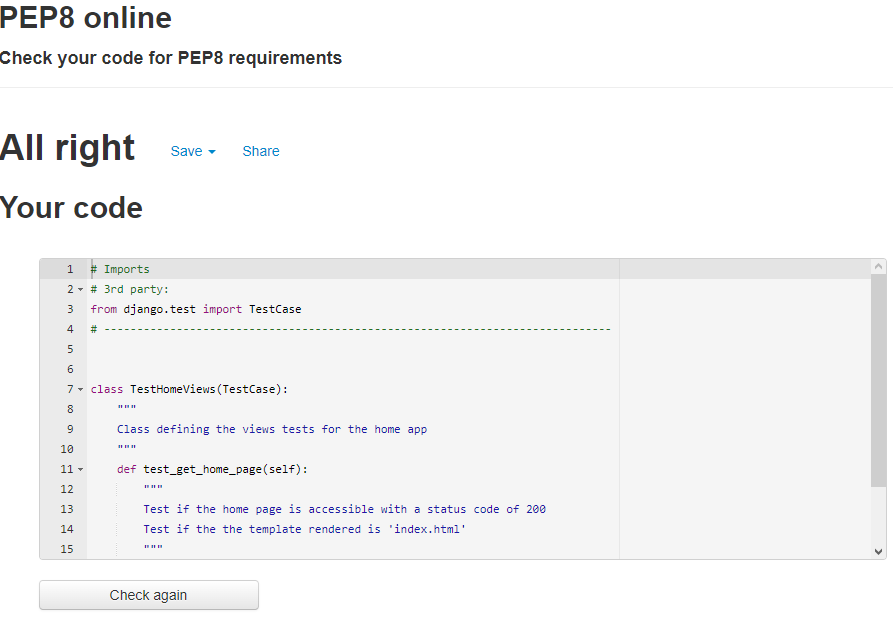 PEP8 online
Check your code for PEP8 requirements
All right Save Share
Your code
1 # Imports
2 # 3rd party:
3 from django.test import TestCase
4 # -----------------------------------------------------------------------------
5
6
7 class TestHomeViews(TestCase):
8 """
9 Class defining the views tests for the home app
10 """
11 def test_get_home_page(self):
12 """
13 Test if the home page is accessible with a status code of 200
14 Test if the the template rendered is 'index.html'
15 """
Check again